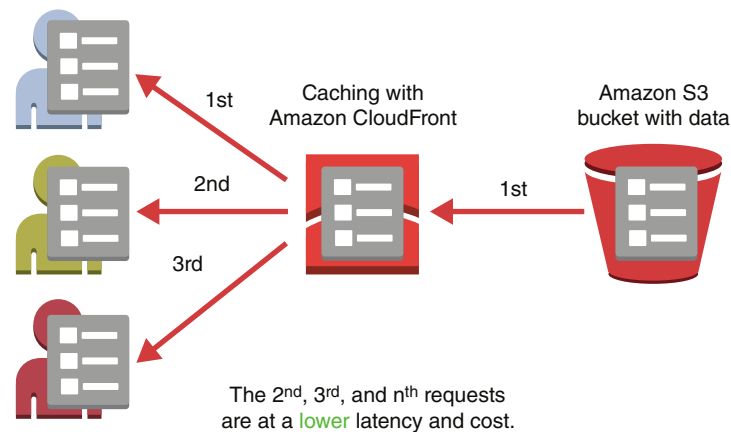 1st
Caching with
Amazon CloudFront
Amazon S3
bucket with data
2nd
1st
3rd
The 2nd, 3rd, and nth requests
are at a lower latency and cost.